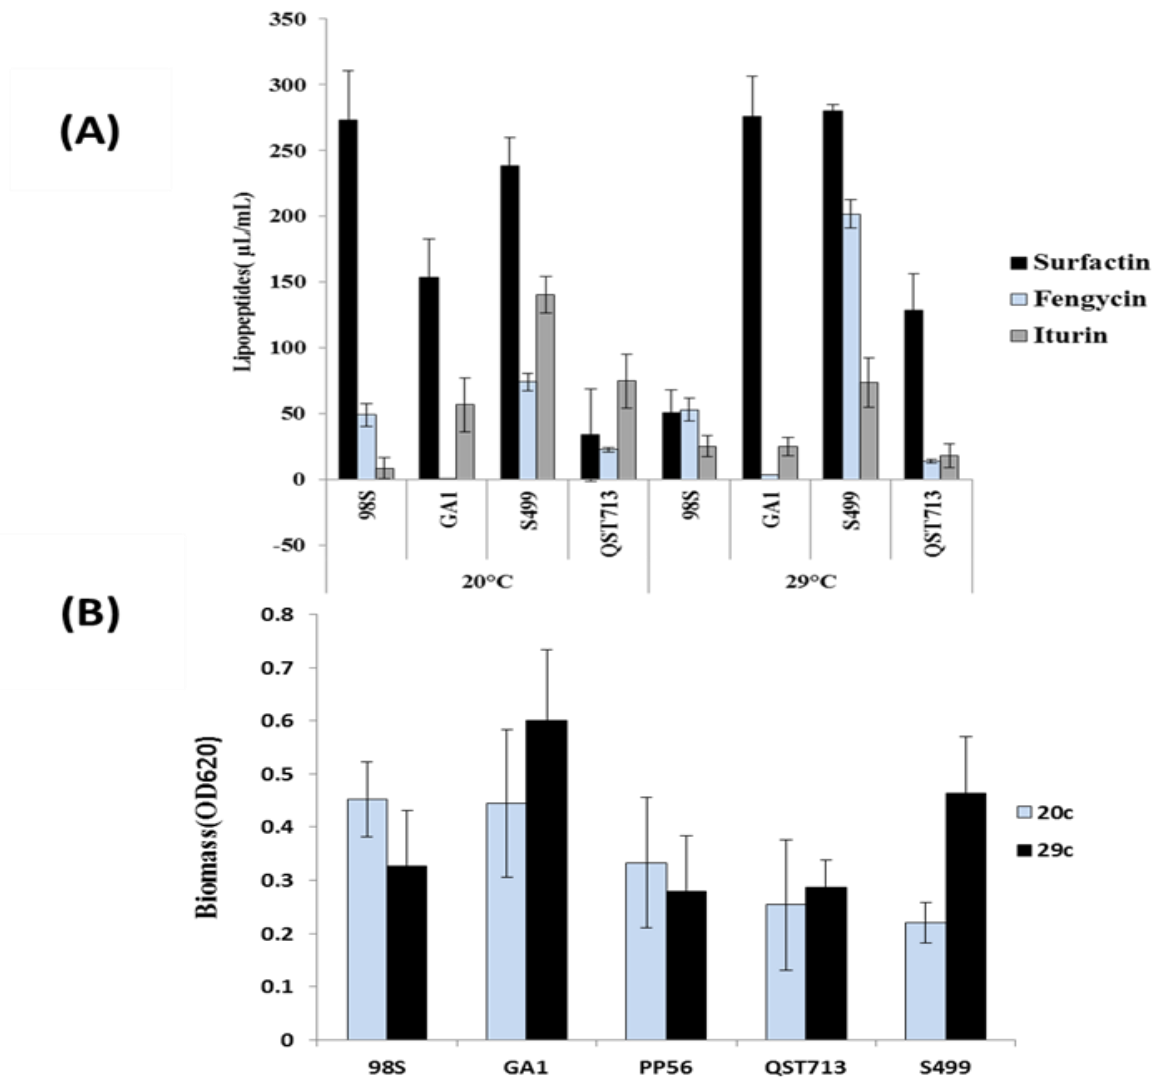 (A)
Lipopeptides( µL/mL)
350
300
250
200
150
100
50
0
-50
98S
GA1
S499
QST713
98S
GA1
S499
QST713
20°C
29°C
Surfactin
Fengycin
Iturin
(B)
Biomass(OD620)
0.8
0.7
0.6
0.5
0.4
0.3
0.2
0.1
0
98S
GA1
PP56
QST713
S499
20c
29c